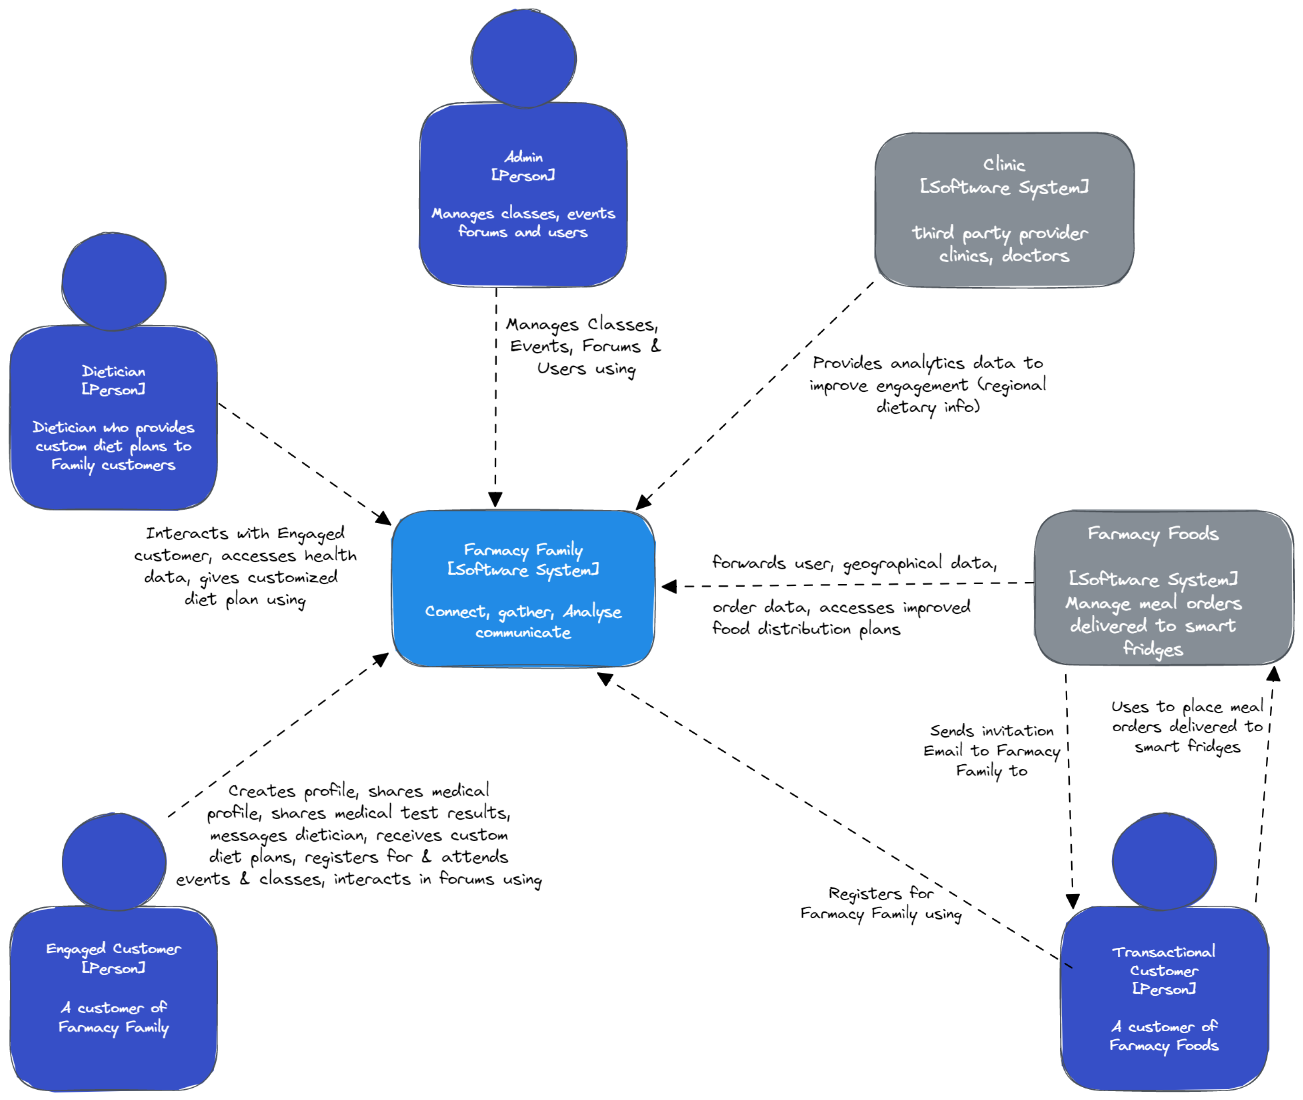 Admin
[Person]
Manages classes, events
forums and users
Clinic
[Software System]
third party provider
clinics, doctors
Dietician
[Person]
Dietician who provides
custom diet plans to
Family customers
Manages Classes,
Events, Forums &
Users using
Provides analytics data to
improve engagement (regional
dietary info)
Interacts with Engaged
customer, accesses health
data, gives customized
diet plan using
Farmacy Family
[Software System]
Connect, gather, Analyse
communicate
forwards user, geographical data,
order data, accesses improved
food distribution plans
Farmacy Foods
[Software System]
Manage meal orders
delivered to smart
fridges
Sends invitation
Email to Farmacy
Family to
Uses to place meal
orders delivered to
smart fridges
Creates profile, shares medical
profile, shares medical test results,
messages dietician, receives custom
diet plans, registers for & attends
events & classes, interacts in forums using
Registers for
Farmacy Family using
Engaged Customer
[Person]
A customer of
Farmacy Family
Transactional
Customer
[Person]
A customer of
Farmacy Foods